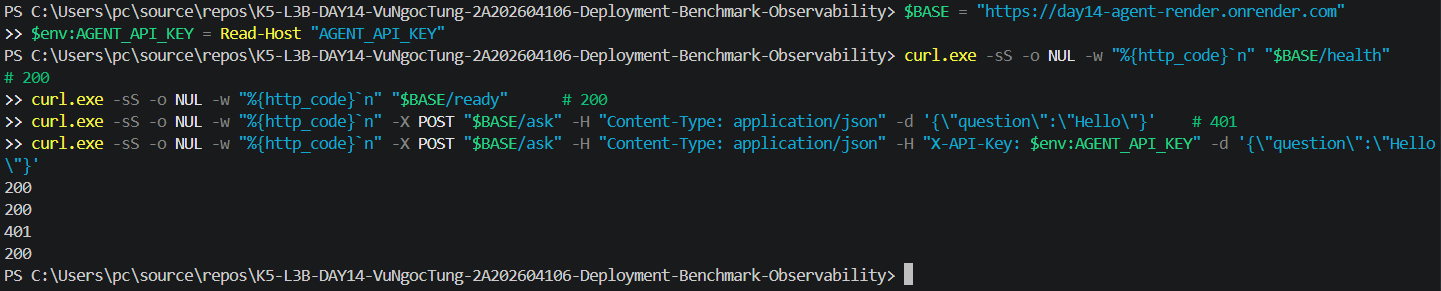 PS C:\Users\pc\source\repos\K5-L3B-DAY14-VuNgocTung-2A202604106-Deployment-Benchmark-Observability> $BASE = "https://day14-agent-render.onrender.com"
>> $env:AGENT_API_KEY = Read-Host "AGENT_API_KEY"
PS C:\Users\pc\source\repos\K5-L3B-DAY14-VuNgocTung-2A202604106-Deployment-Benchmark-Observability> curl.exe -sS -o NUL -w "%{http_code}`n" "$BASE/health"
# 200
>> curl.exe -sS -o NUL -w "%{http_code}`n" "$BASE/ready"      # 200
>> curl.exe -sS -o NUL -w "%{http_code}`n" -X POST "$BASE/ask" -H "Content-Type: application/json" -d '{\"question\":\"Hello\"}'    # 401
>> curl.exe -sS -o NUL -w "%{http_code}`n" -X POST "$BASE/ask" -H "Content-Type: application/json" -H "X-API-Key: $env:AGENT_API_KEY" -d '{\"question\":\"Hello
\"}'
200
200
401
200
PS C:\Users\pc\source\repos\K5-L3B-DAY14-VuNgocTung-2A202604106-Deployment-Benchmark-Observability>